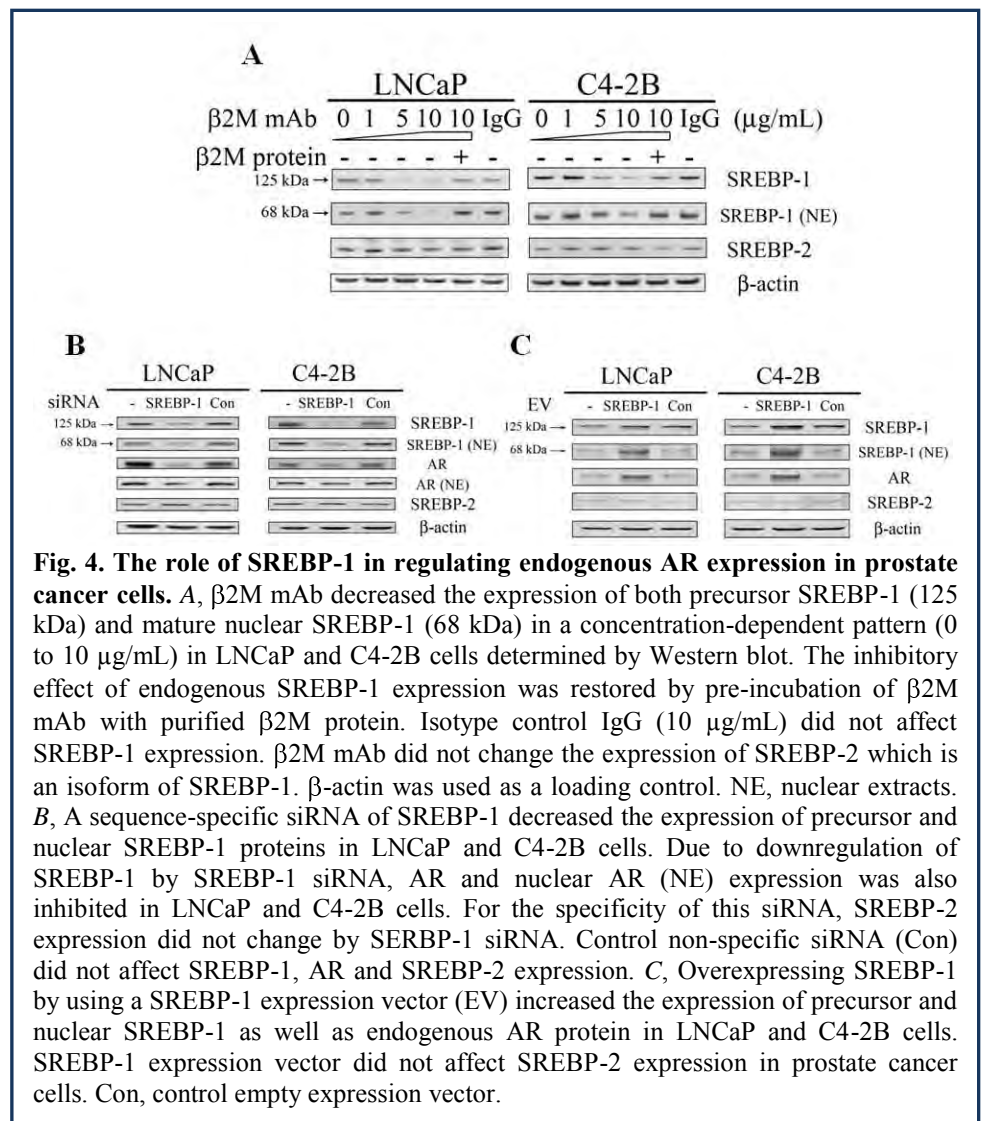 A
LNCaP C4-2B
β2M mAb 0 1 5 10 10 IgG 0 1 5 10 10 IgG (μg/mL)
β2M protein - - - - + - - - - - + -
125 kDa → SREBP-1
68 kDa → SREBP-1 (NE)
SREBP-2
β-actin
B
LNCaP C4-2B
siRNA - SREBP-1 Con - SREBP-1 Con
125 kDa → SREBP-1
68 kDa → SREBP-1 (NE)
AR
AR (NE)
SREBP-2
β-actin
C
LNCaP C4-2B
EV - SREBP-1 Con - SREBP-1 Con
125 kDa → SREBP-1
68 kDa → SREBP-1 (NE)
AR
SREBP-2
β-actin
Fig. 4. The role of SREBP-1 in regulating endogenous AR expression in prostate
cancer cells. A, β2M mAb decreased the expression of both precursor SREBP-1 (125
kDa) and mature nuclear SREBP-1 (68 kDa) in a concentration-dependent pattern (0
to 10 μg/mL) in LNCaP and C4-2B cells determined by Western blot. The inhibitory
effect of endogenous SREBP-1 expression was restored by pre-incubation of β2M
mAb with purified β2M protein. Isotype control IgG (10 μg/mL) did not affect
SREBP-1 expression. β2M mAb did not change the expression of SREBP-2 which is
an isoform of SREBP-1. β-actin was used as a loading control. NE, nuclear extracts.
B, A sequence-specific siRNA of SREBP-1 decreased the expression of precursor and
nuclear SREBP-1 proteins in LNCaP and C4-2B cells. Due to downregulation of
SREBP-1 by SREBP-1 siRNA, AR and nuclear AR (NE) expression was also
inhibited in LNCaP and C4-2B cells. For the specificity of this siRNA, SREBP-2
expression did not change by SERBP-1 siRNA. Control non-specific siRNA (Con)
did not affect SREBP-1, AR and SREBP-2 expression. C, Overexpressing SREBP-1
by using a SREBP-1 expression vector (EV) increased the expression of precursor and
nuclear SREBP-1 as well as endogenous AR protein in LNCaP and C4-2B cells.
SREBP-1 expression vector did not affect SREBP-2 expression in prostate cancer
cells. Con, control empty expression vector.